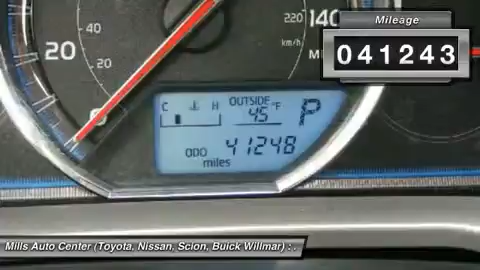 Mileage
220 140
40
km/h
20
20
041243
C H OUTSIDE
45 °F P
ODO 41248
miles
Mills Auto Center (Toyota, Nissan, Scion, Buick Willmar) : .